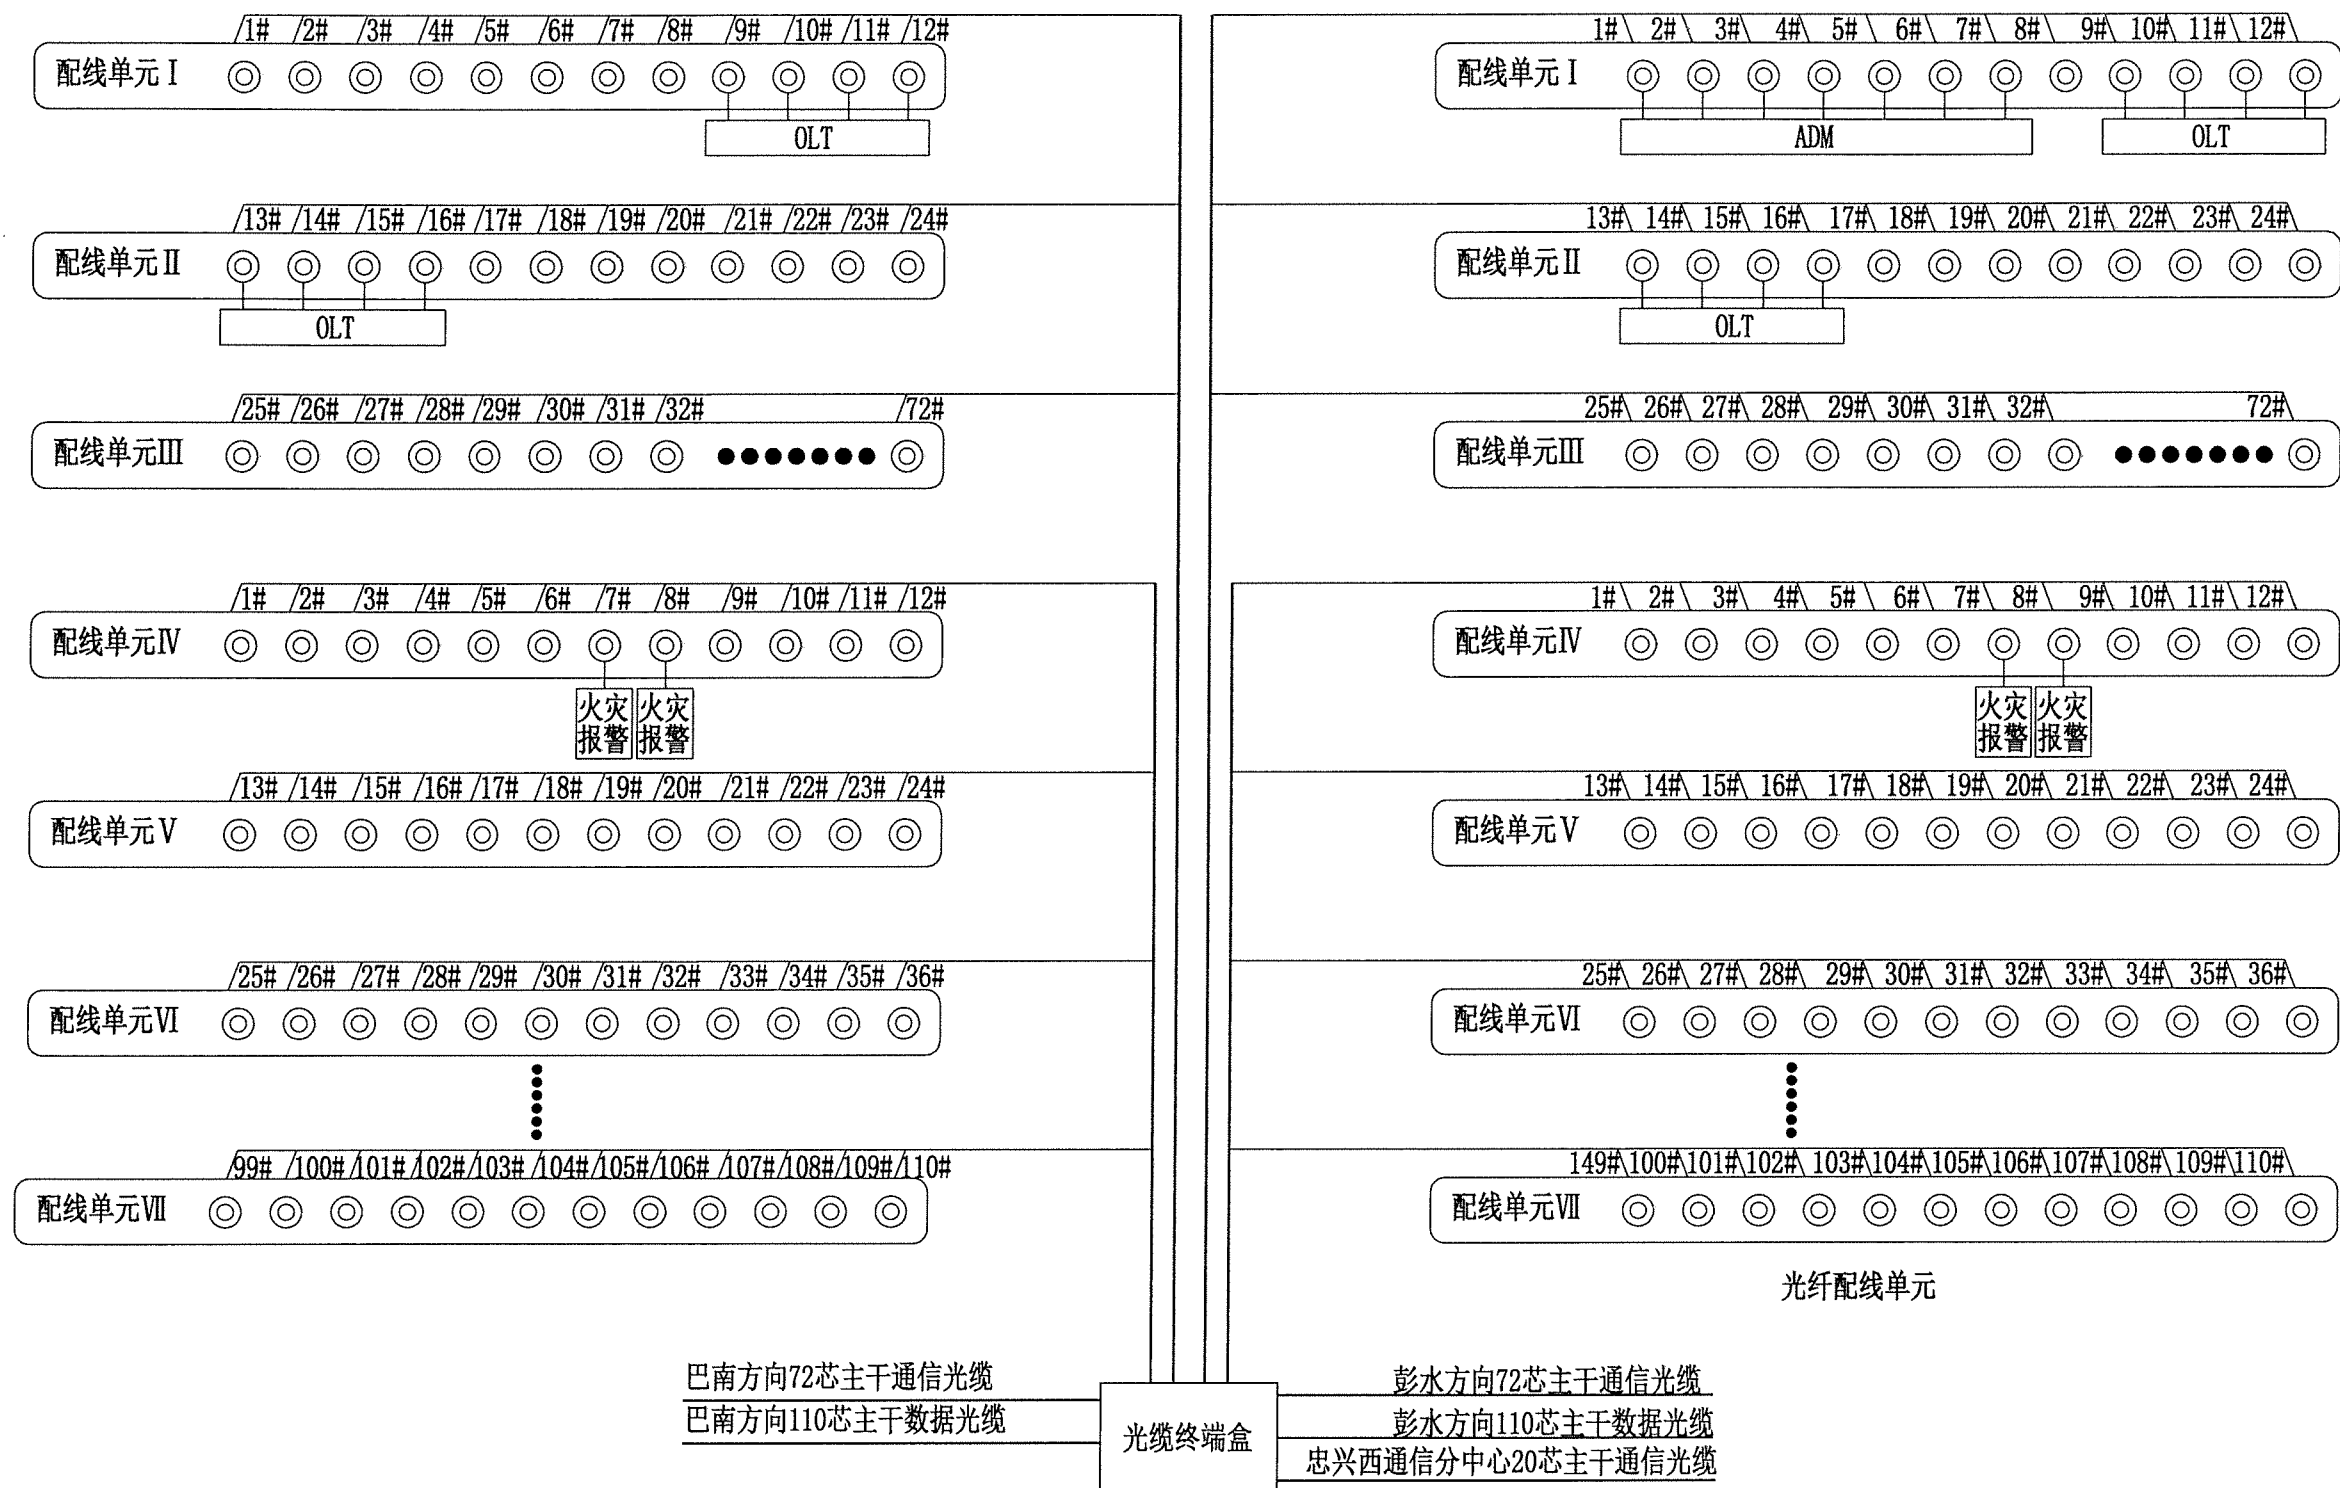 1# 2# 3# 4# 5# 6# 7# 8# 9# 10# 11# 12#
配线单元Ⅰ
OLT
1# 2# 3# 4# 5# 6# 7# 8# 9# 10# 11# 12#
配线单元Ⅰ
ADM
OLT
13# 14# 15# 16# 17# 18# 19# 20# 21# 22# 23# 24#
配线单元Ⅱ
OLT
13# 14# 15# 16# 17# 18# 19# 20# 21# 22# 23# 24#
配线单元Ⅱ
OLT
25# 26# 27# 28# 29# 30# 31# 32# 72#
配线单元Ⅲ
25# 26# 27# 28# 29# 30# 31# 32# 72#
配线单元Ⅲ
1# 2# 3# 4# 5# 6# 7# 8# 9# 10# 11# 12#
配线单元Ⅳ
火灾
报警
火灾
报警
1# 2# 3# 4# 5# 6# 7# 8# 9# 10# 11# 12#
配线单元Ⅳ
火灾
报警
火灾
报警
13# 14# 15# 16# 17# 18# 19# 20# 21# 22# 23# 24#
配线单元Ⅴ
13# 14# 15# 16# 17# 18# 19# 20# 21# 22# 23# 24#
配线单元Ⅴ
25# 26# 27# 28# 29# 30# 31# 32# 33# 34# 35# 36#
配线单元Ⅵ
25# 26# 27# 28# 29# 30# 31# 32# 33# 34# 35# 36#
配线单元Ⅵ
99# 100# 101# 102# 103# 104# 105# 106# 107# 108# 109# 110#
配线单元Ⅶ
149# 100# 101# 102# 103# 104# 105# 106# 107# 108# 109# 110#
配线单元Ⅶ
光纤配线单元
巴南方向72芯主干通信光缆
巴南方向110芯主干数据光缆
光缆终端盒
彭水方向72芯主干通信光缆
彭水方向110芯主干数据光缆
忠兴西通信分中心20芯主干通信光缆